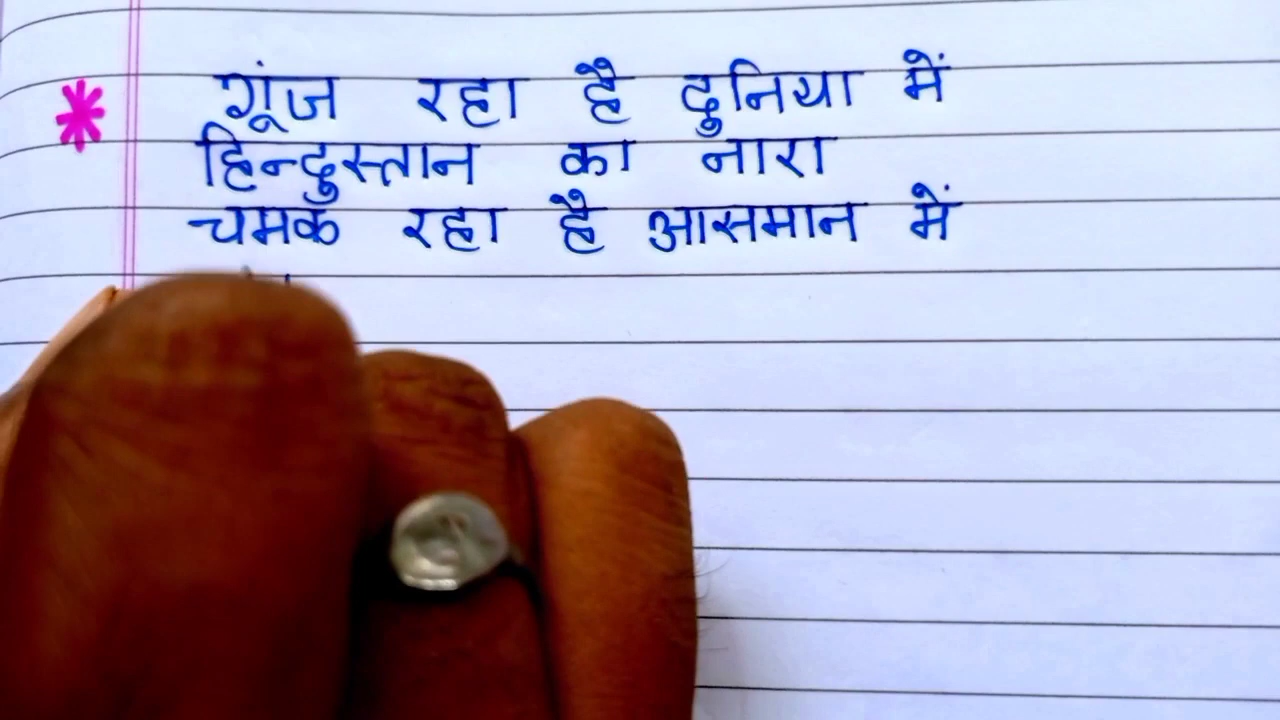 गूंज रहा है दुनिया में
हिन्दुस्तान का नारा
चमक रहा है आसमान में